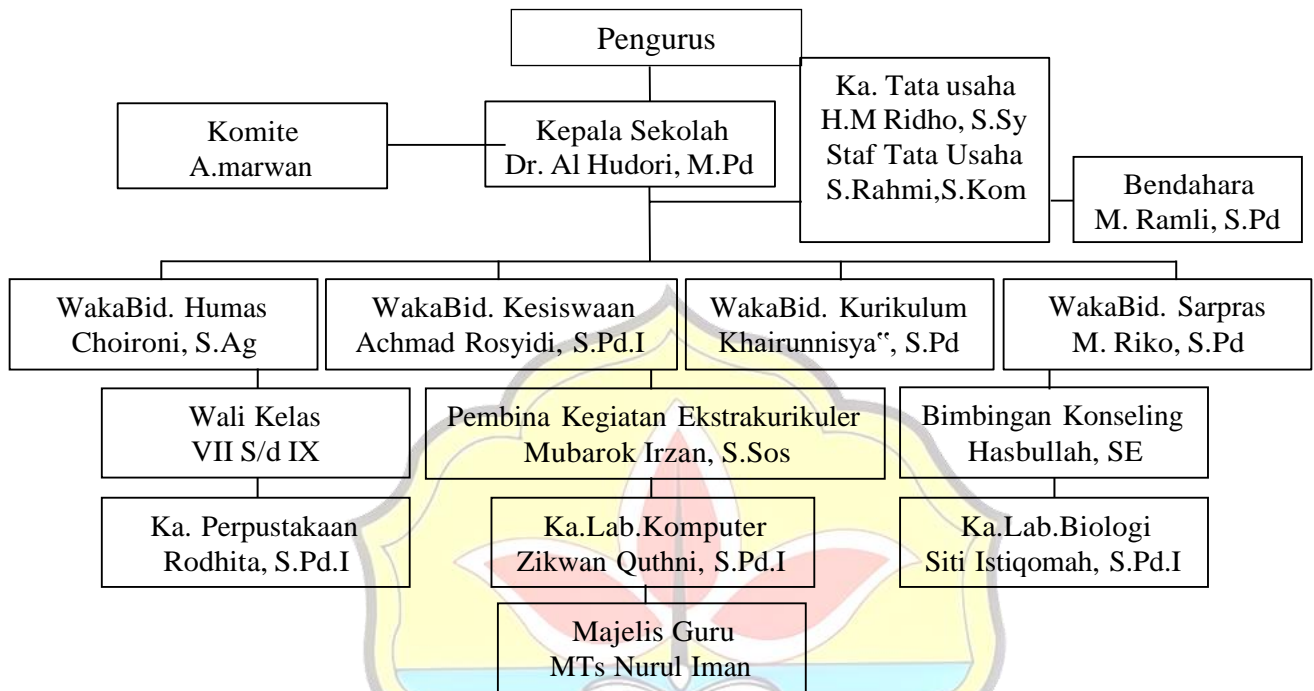 Pengurus
Ka. Tata usaha
H.M Ridho, S.Sy
Staf Tata Usaha
S.Rahmi,S.Kom
Komite
A.marwan
Kepala Sekolah
Dr. Al Hudori, M.Pd
Bendahara
M. Ramli, S.Pd
WakaBid. Humas
Choironi, S.Ag
WakaBid. Kesiswaan
Achmad Rosyidi, S.Pd.I
WakaBid. Kurikulum
Khairunnisya‟, S.Pd
WakaBid. Sarpras
M. Riko, S.Pd
Wali Kelas
VII S/d IX
Pembina Kegiatan Ekstrakurikuler
Mubarok Irzan, S.Sos
Bimbingan Konseling
Hasbullah, SE
Ka. Perpustakaan
Rodhita, S.Pd.I
Ka.Lab.Komputer
Zikwan Quthni, S.Pd.I
Ka.Lab.Biologi
Siti Istiqomah, S.Pd.I
Majelis Guru
MTs Nurul Iman